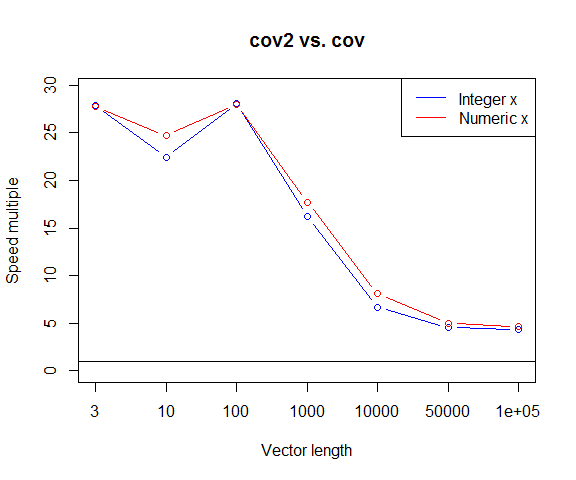 cov2 vs. cov
Integer x
Numeric x
Speed multiple
30
25
20
15
10
5
0
3 10 100 1000 10000 50000 1e+05
Vector length